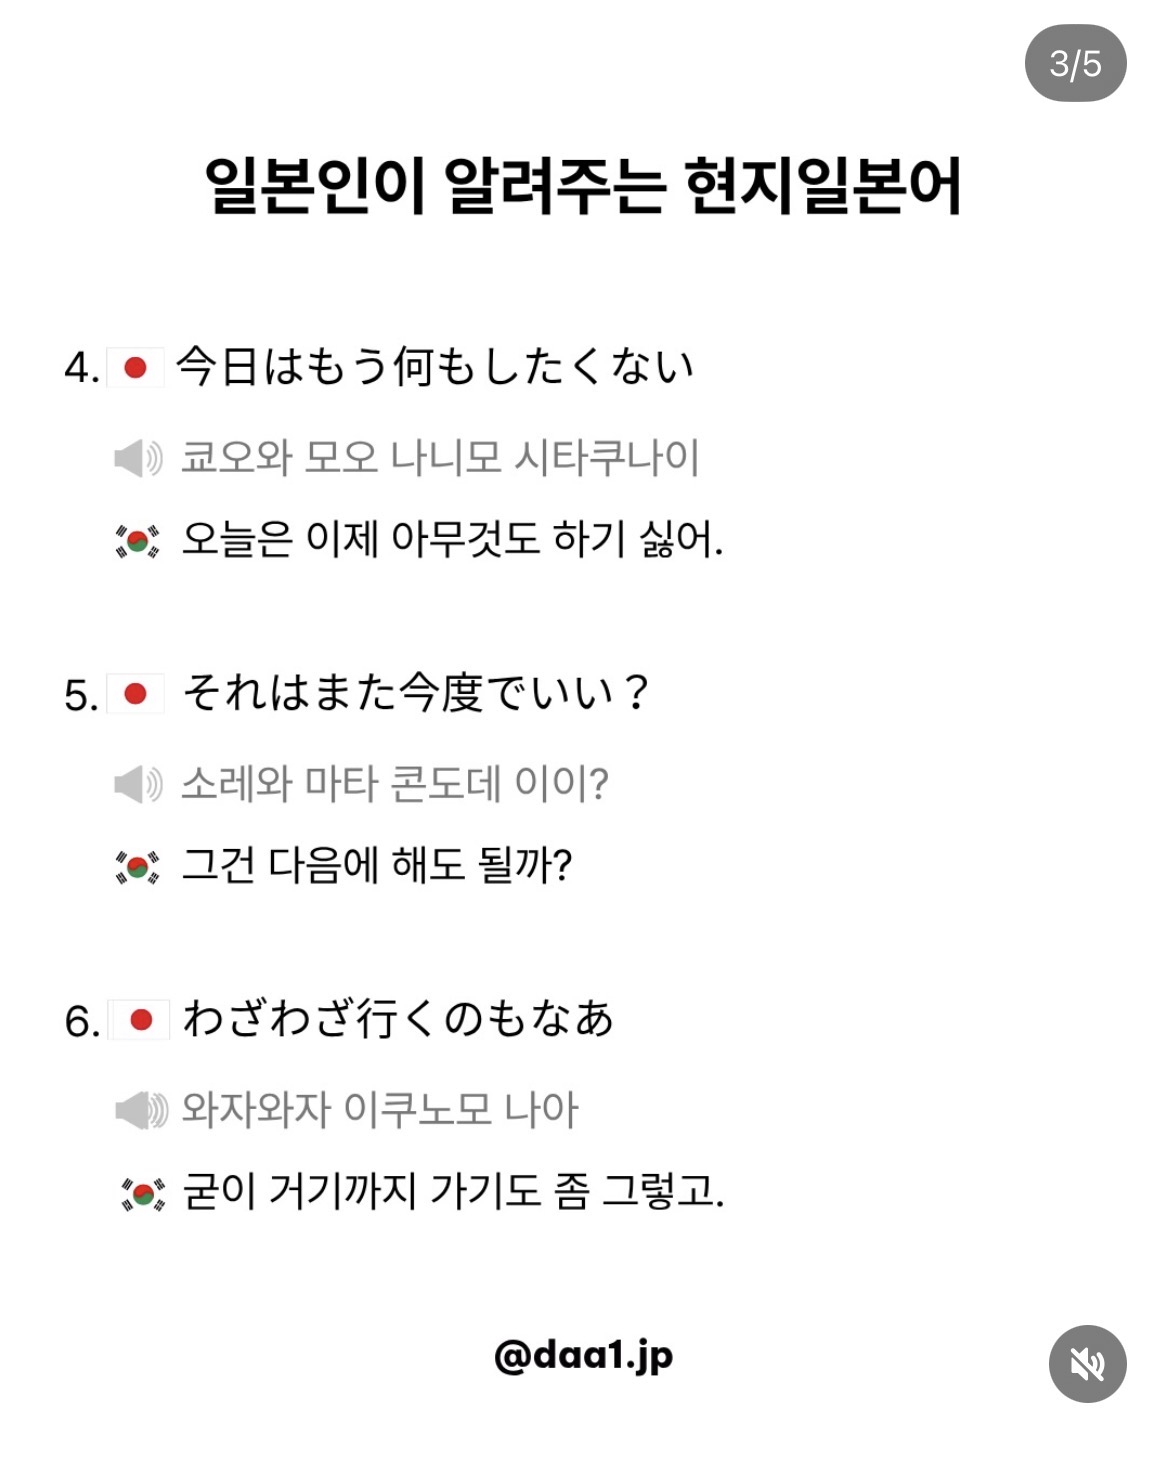 3/5
일본인이 알려주는 현지일본어
4. 今日はもう何もしたくない
쿄오와 모오 나니모 시타쿠나이
오늘은 이제 아무것도 하기 싫어.
5. それはまた今度でいい？
소레와 마타 콘도데 이이?
그건 다음에 해도 될까?
6. わざわざ行くのもなあ
와자와자 이쿠노모 나아
굳이 거기까지 가기도 좀 그렇고.
@daa1.jp